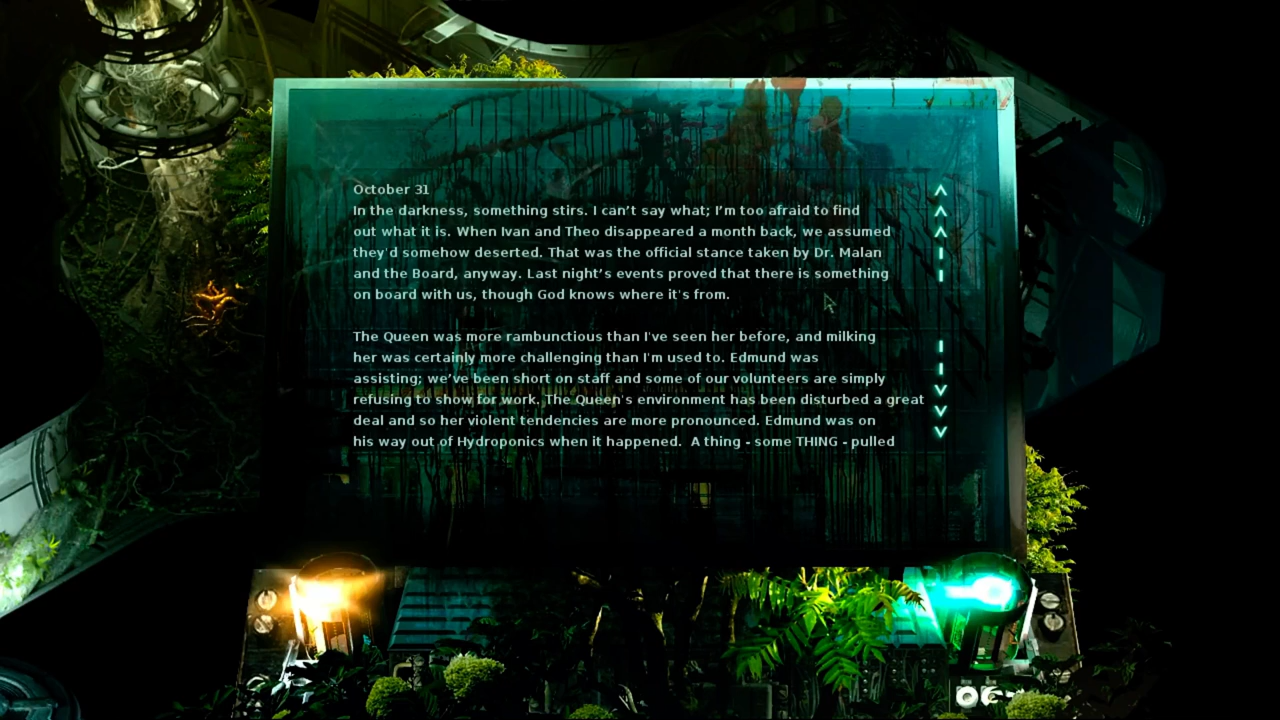 October 31
In the darkness, something stirs. I can’t say what; I’m too afraid to find
out what it is. When Ivan and Theo disappeared a month back, we assumed
they'd somehow deserted. That was the official stance taken by Dr. Malan
and the Board, anyway. Last night’s events proved that there is something
on board with us, though God knows where it's from.
The Queen was more rambunctious than I've seen her before, and milking
her was certainly more challenging than I'm used to. Edmund was
assisting; we’ve been short on staff and some of our volunteers are simply
refusing to show for work. The Queen's environment has been disturbed a great
deal and so her violent tendencies are more pronounced. Edmund was on
his way out of Hydroponics when it happened.  A thing - some THING - pulled